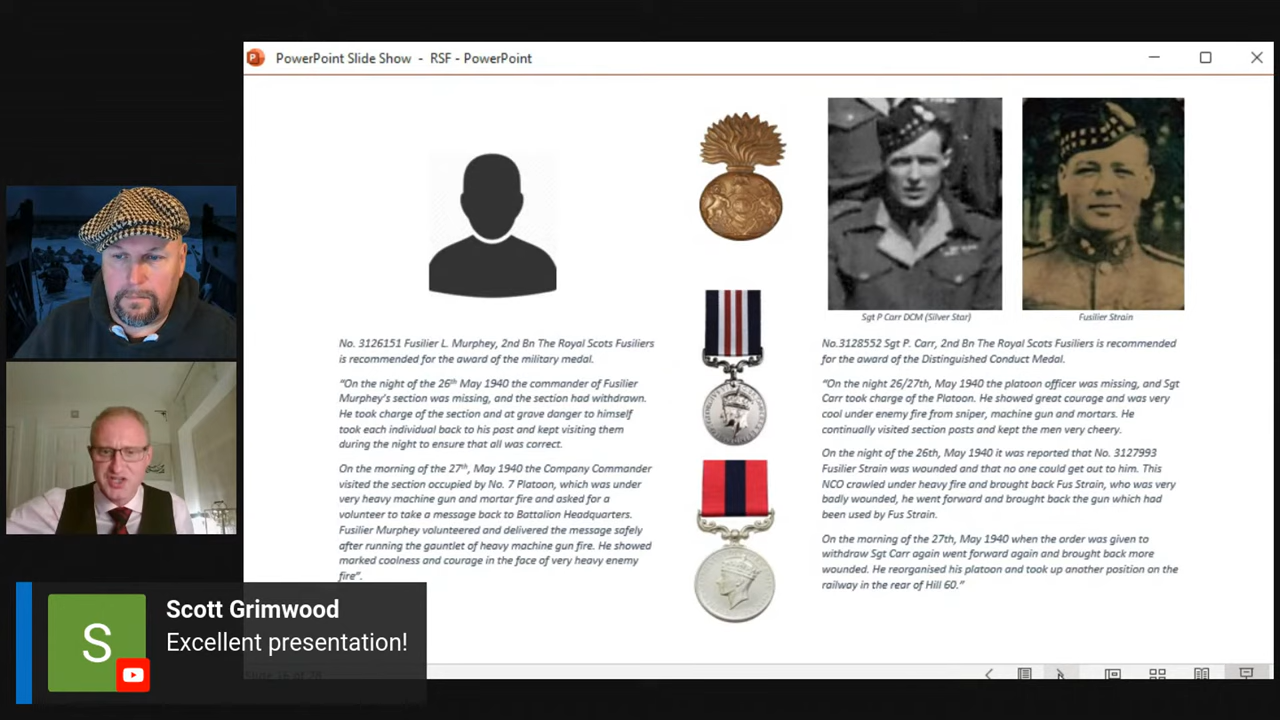 PowerPoint Slide Show - RSF - PowerPoint
No. 3126151 Fusilier L. Murphey, 2nd Bn The Royal Scots Fusiliers
is recommended for the award of the military medal.
“On the night of the 26th May 1940 the commander of Fusilier
Murphey’s section was missing, and the section had withdrawn.
He took charge of the section and at grave danger to himself
took each individual back to his post and kept visiting them
during the night to ensure that all was correct.
On the morning of the 27th, May 1940 the Company Commander
visited the section occupied by No. 7 Platoon, which was under
very heavy machine gun and mortar fire and asked for a
volunteer to take a message back to Battalion Headquarters.
Fusilier Murphey volunteered and delivered the message safely
after running the gauntlet of heavy machine gun fire. He showed
marked coolness and courage in the face of very heavy enemy
fire”.
Sgt P Carr DCM (Silver Star)
Fusilier Strain
No.3128552 Sgt P. Carr, 2nd Bn The Royal Scots Fusiliers is recommended
for the award of the Distinguished Conduct Medal.
“On the night 26/27th, May 1940 the platoon officer was missing, and Sgt
Carr took charge of the Platoon. He showed great courage and was very
cool under enemy fire from sniper, machine gun and mortars. He
continually visited section posts and kept the men very cheery.
On the night of the 26th, May 1940 it was reported that No. 3127993
Fusilier Strain was wounded and that no one could get out to him. This
NCO crawled under heavy fire and brought back Fus Strain, who was very
badly wounded, he went forward and brought back the gun which had
been used by Fus Strain.
On the morning of the 27th, May 1940 when the order was given to
withdraw Sgt Carr again went forward again and brought back more
wounded. He reorganised his platoon and took up another position on the
railway in the rear of Hill 60.”
S
Scott Grimwood
Excellent presentation!